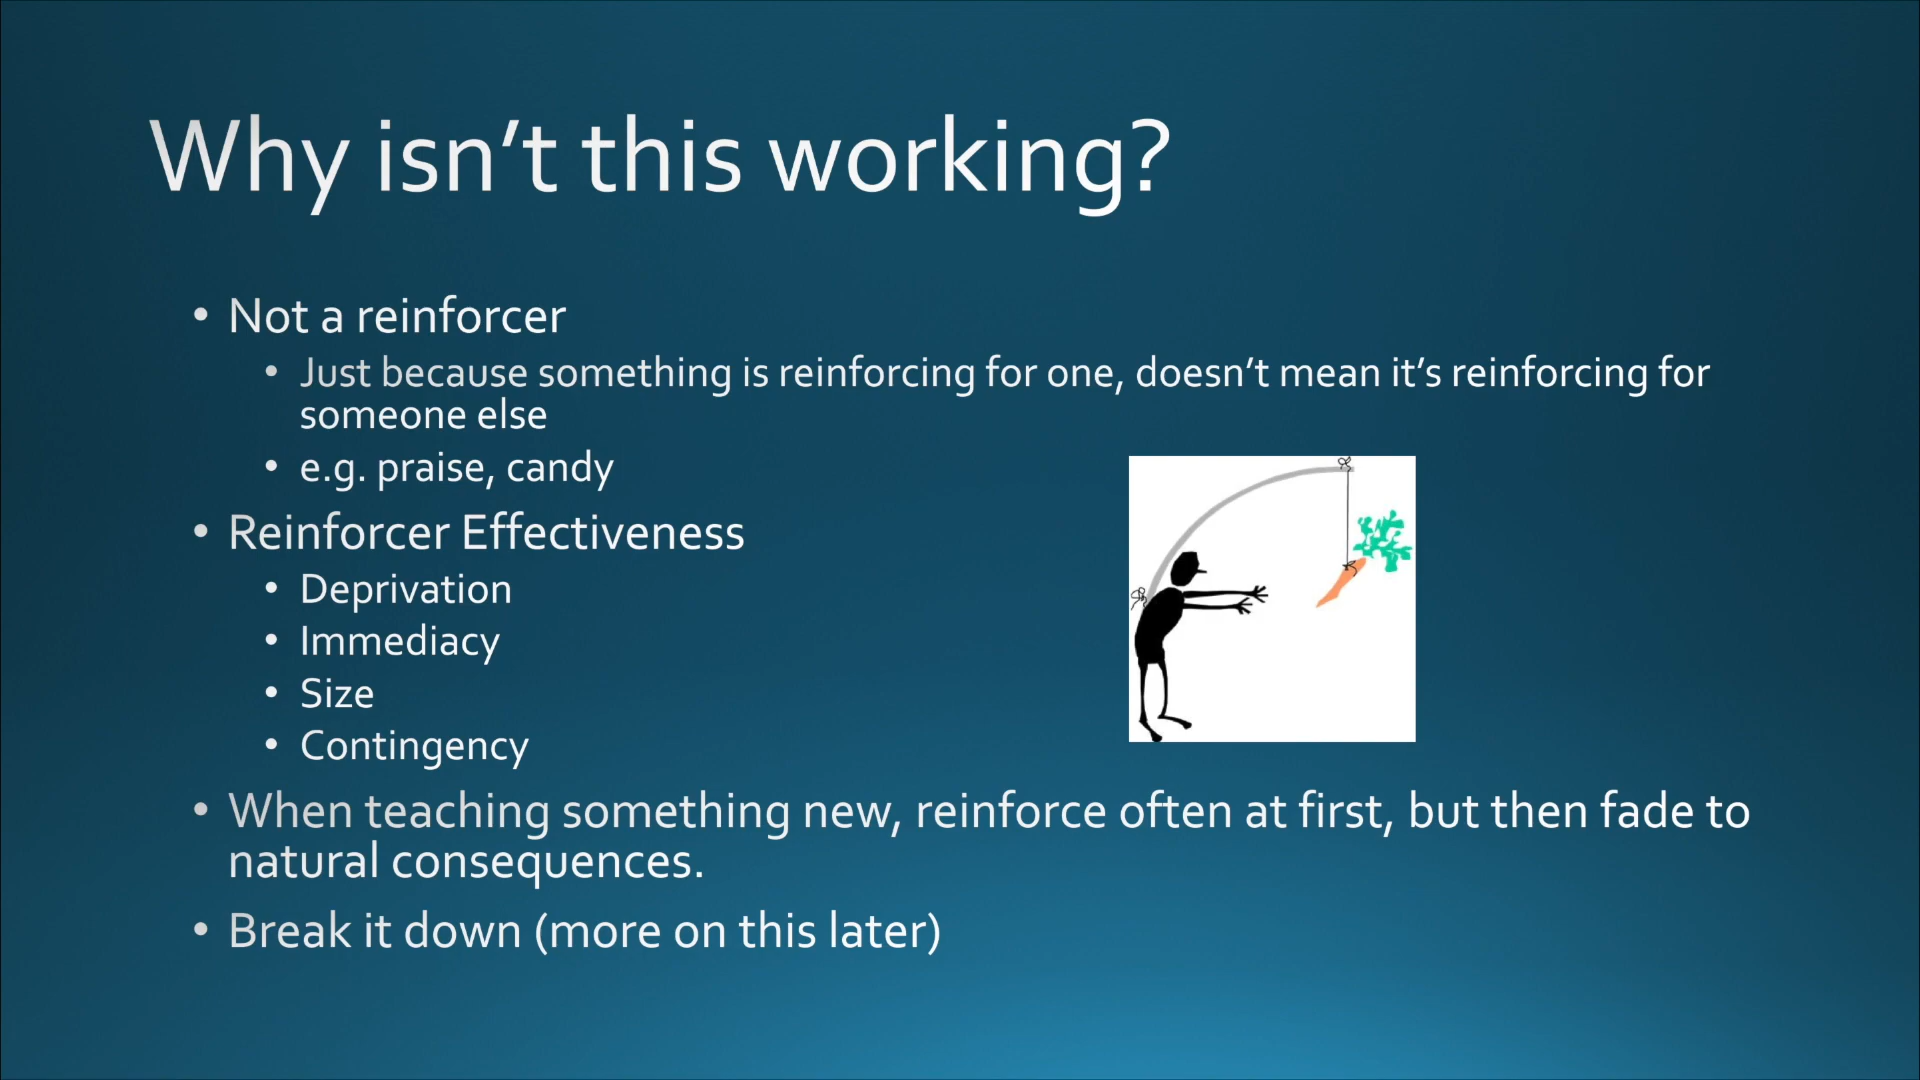 Why isn’t this working?
• Not a reinforcer
• Just because something is reinforcing for one, doesn’t mean it’s reinforcing for
someone else
• e.g. praise, candy
• Reinforcer Effectiveness
• Deprivation
• Immediacy
• Size
• Contingency
• When teaching something new, reinforce often at first, but then fade to
natural consequences.
• Break it down (more on this later)